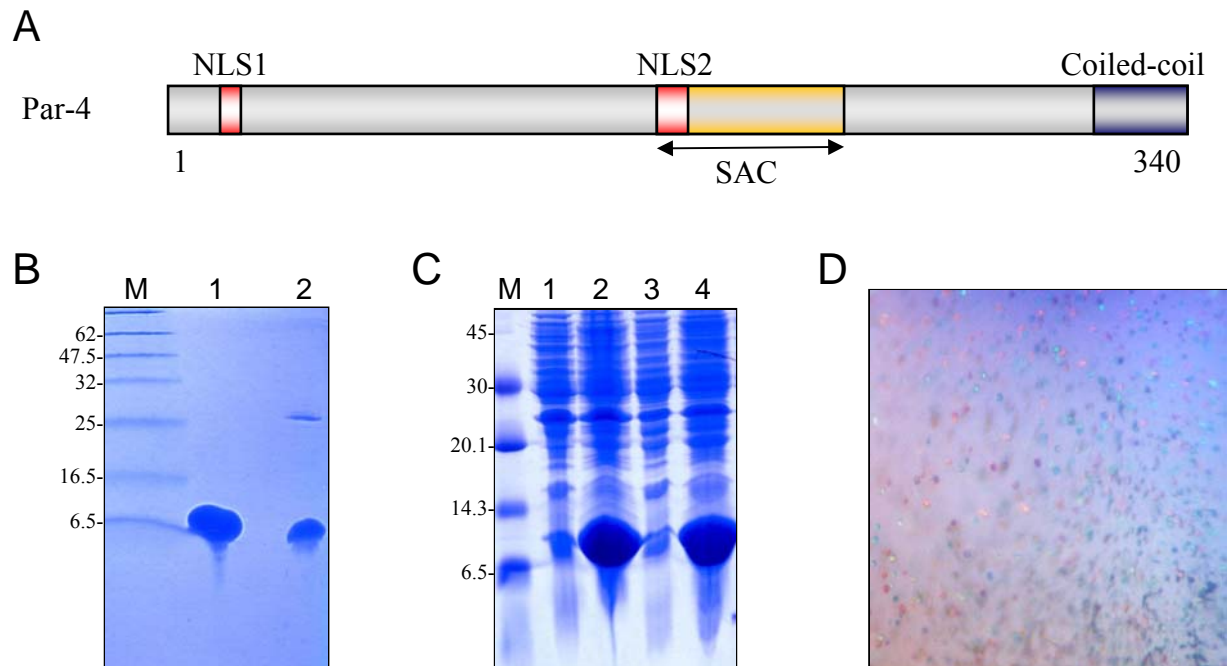 A
NLS1 NLS2 Coiled-coil
Par-4
1 340
SAC
B C D
M 1 2
62-
47.5-
32-
25-
16.5-
6.5-
M 1 2 3 4
45-
30-
20.1-
14.3-
6.5-